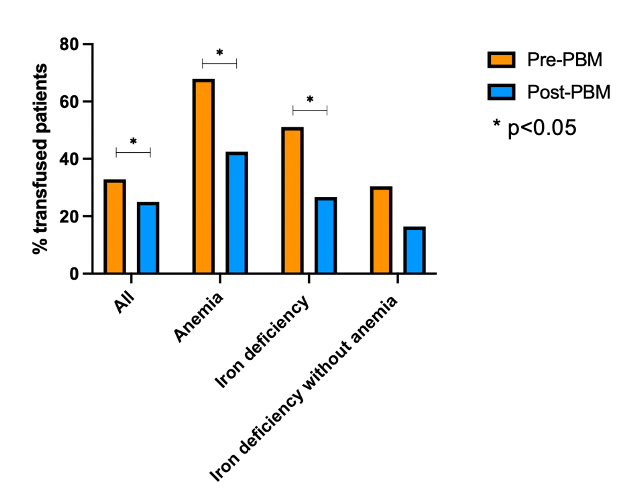 80
60
40
20
0
% transfused patients
*
*
*
All
Anemia
Iron deficiency
Iron deficiency without anemia
Pre-PBM
Post-PBM
* p<0.05